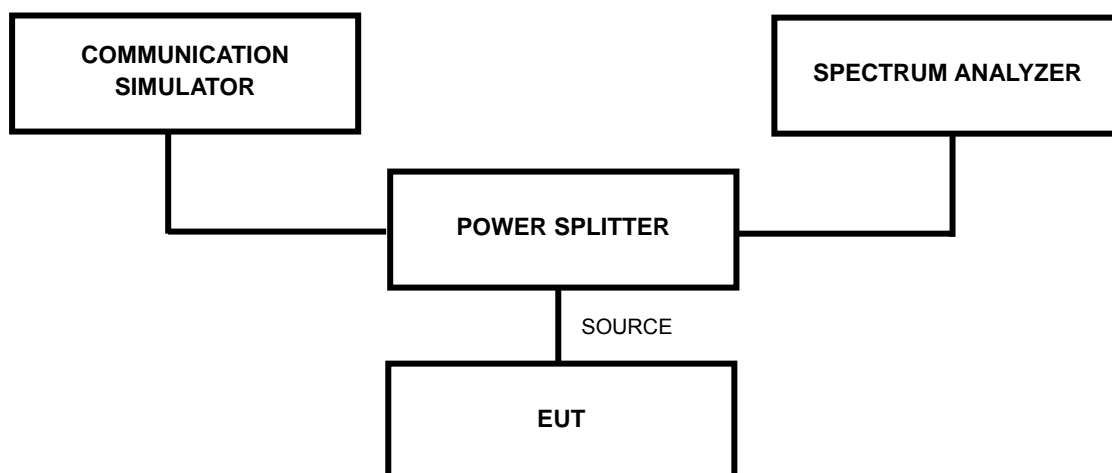 COMMUNICATION
SIMULATOR
SPECTRUM ANALYZER
POWER SPLITTER
SOURCE
EUT